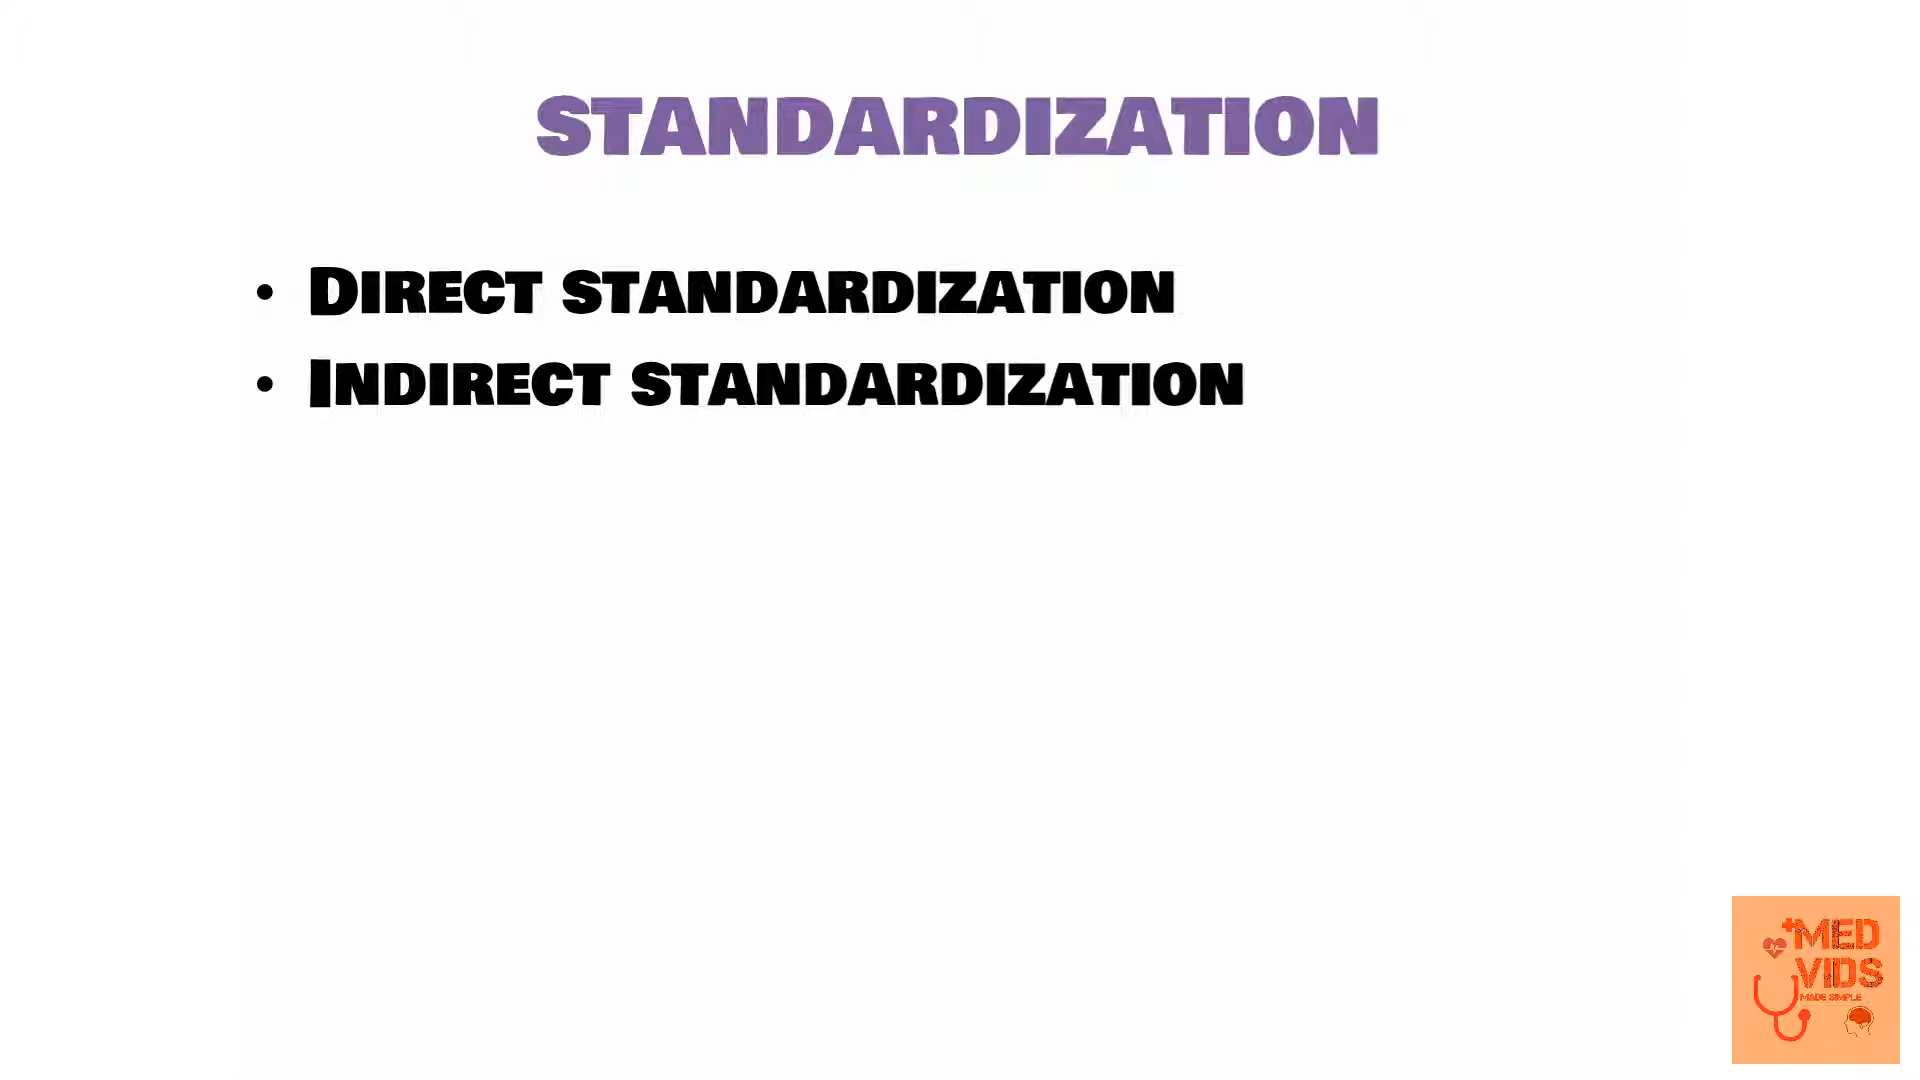 STANDARDIZATION
• DIRECT STANDARDIZATION
• INDIRECT STANDARDIZATION
MED
VIDS
MADE SIMPLE